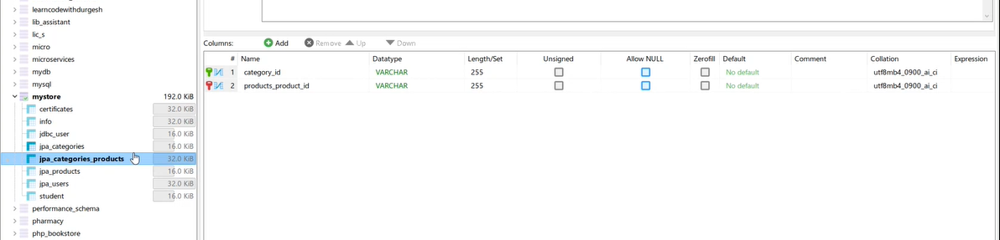 learncodewithdurgesh
lib_assistant
lic_s
micro
microservices
mydb
mysql
mystore 192.0 KiB
certificates 32.0 KiB
info 32.0 KiB
jdbc_user 16.0 KiB
jpa_categories 16.0 KiB
jpa_categories_products 32.0 KiB
jpa_products 16.0 KiB
jpa_users 32.0 KiB
student 16.0 KiB
performance_schema
pharmacy
php_bookstore
Columns: Add Remove Up Down
# Name Datatype Length/Set Unsigned Allow NULL Zerofill Default Comment Collation Expression
1 category_id VARCHAR 255 No default utf8mb4_0900_ai_ci
2 products_product_id VARCHAR 255 No default utf8mb4_0900_ai_ci